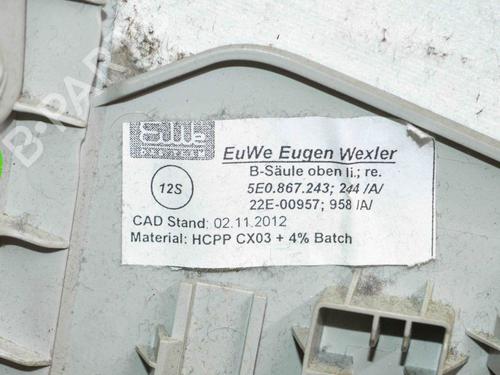 EuWe
EuWe Eugen Wexler
B-Säule oben li.; re.
12S
5E0.867.243; 244 /A/
22E-00957; 958 /A/
CAD Stand: 02.11.2012
Material: HCPP CX03 + 4% Batch